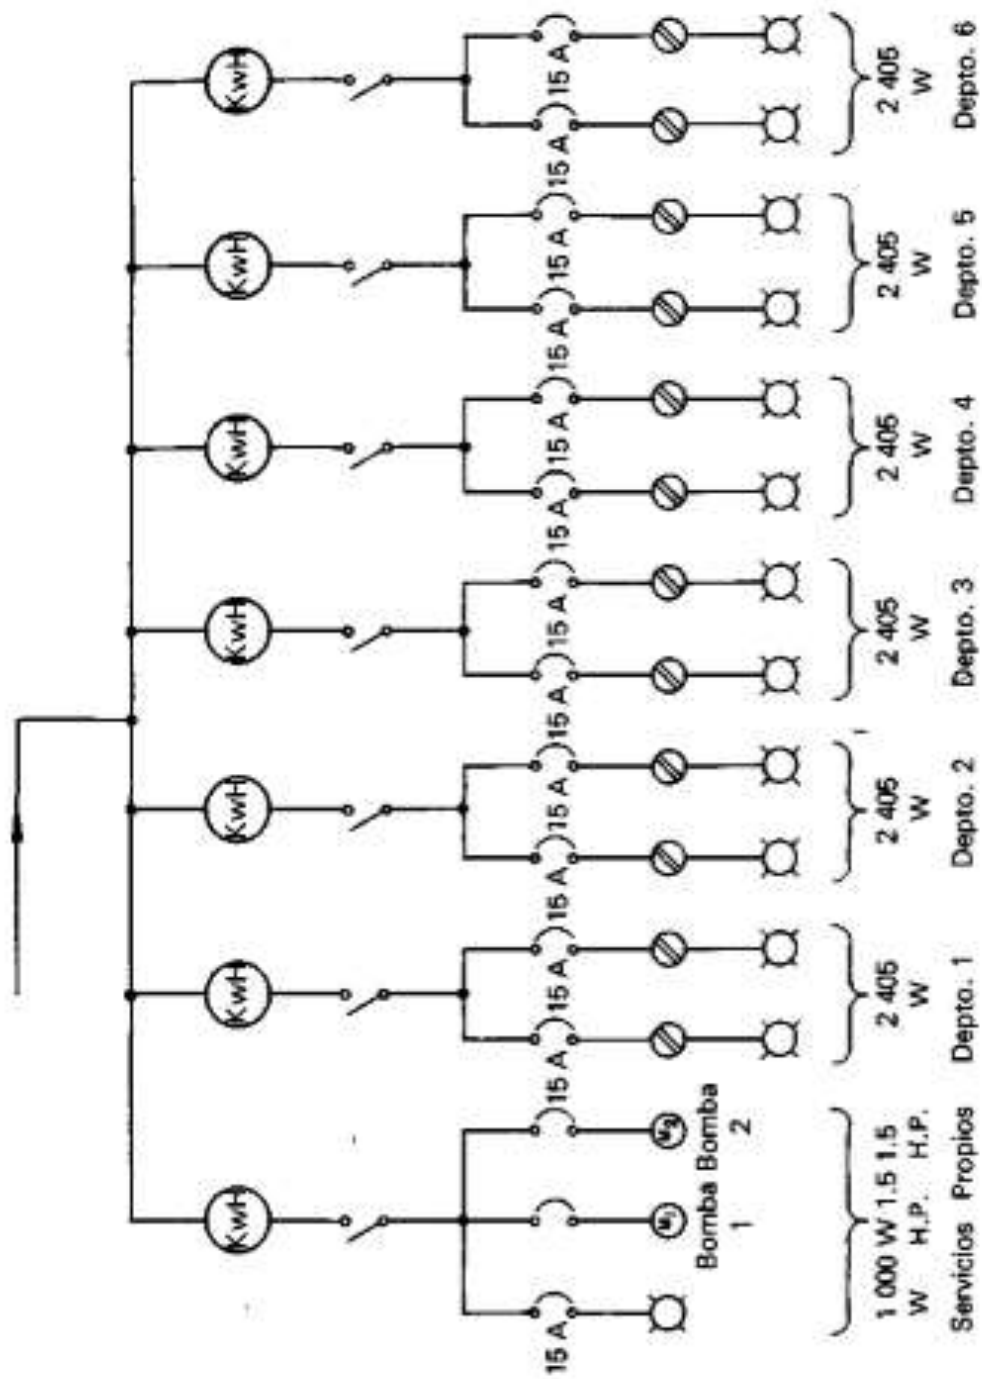 KwH KwH KwH KwH KwH KwH KwH
15 A 15 A 15 A 15 A 15 A 15 A 15 A 15 A 15 A 15 A 15 A 15 A 15 A
M1 M2
Bomba Bomba
1 2
1 000 W 1.5 1.5 2 405 2 405 2 405 2 405 2 405 2 405
W H.P. H.P. W W W W W W
Servicios Propios Depto. 1 Depto. 2 Depto. 3 Depto. 4 Depto. 5 Depto. 6